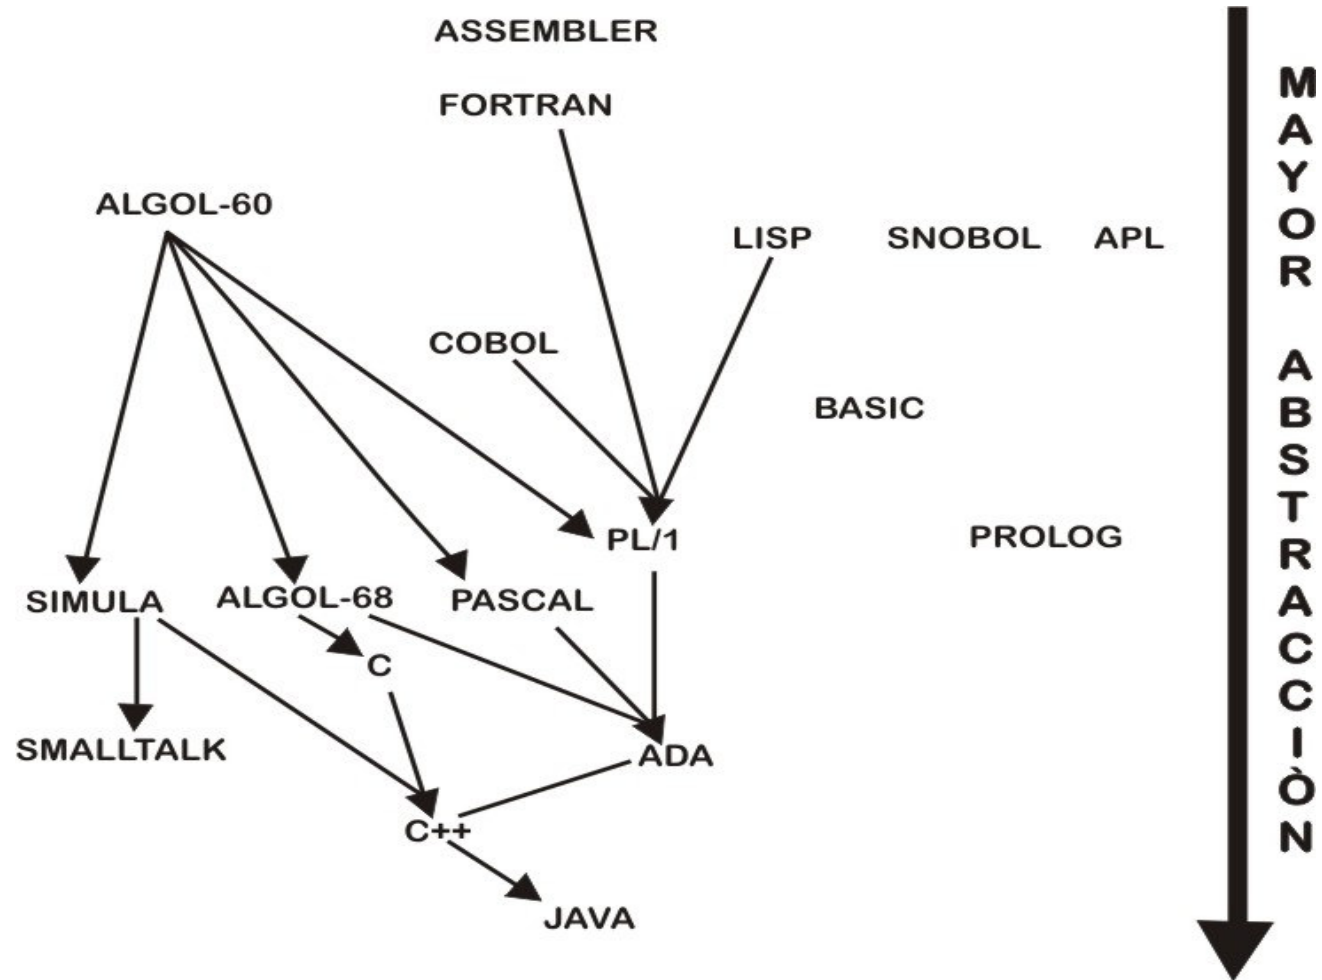 ASSEMBLER
FORTRAN
ALGOL-60
LISP SNOBOL APL
COBOL
BASIC
PL/1
PROLOG
SIMULA ALGOL-68 PASCAL
C
SMALLTALK
ADA
C++
JAVA
MAYOR ABSTRACCIÒN